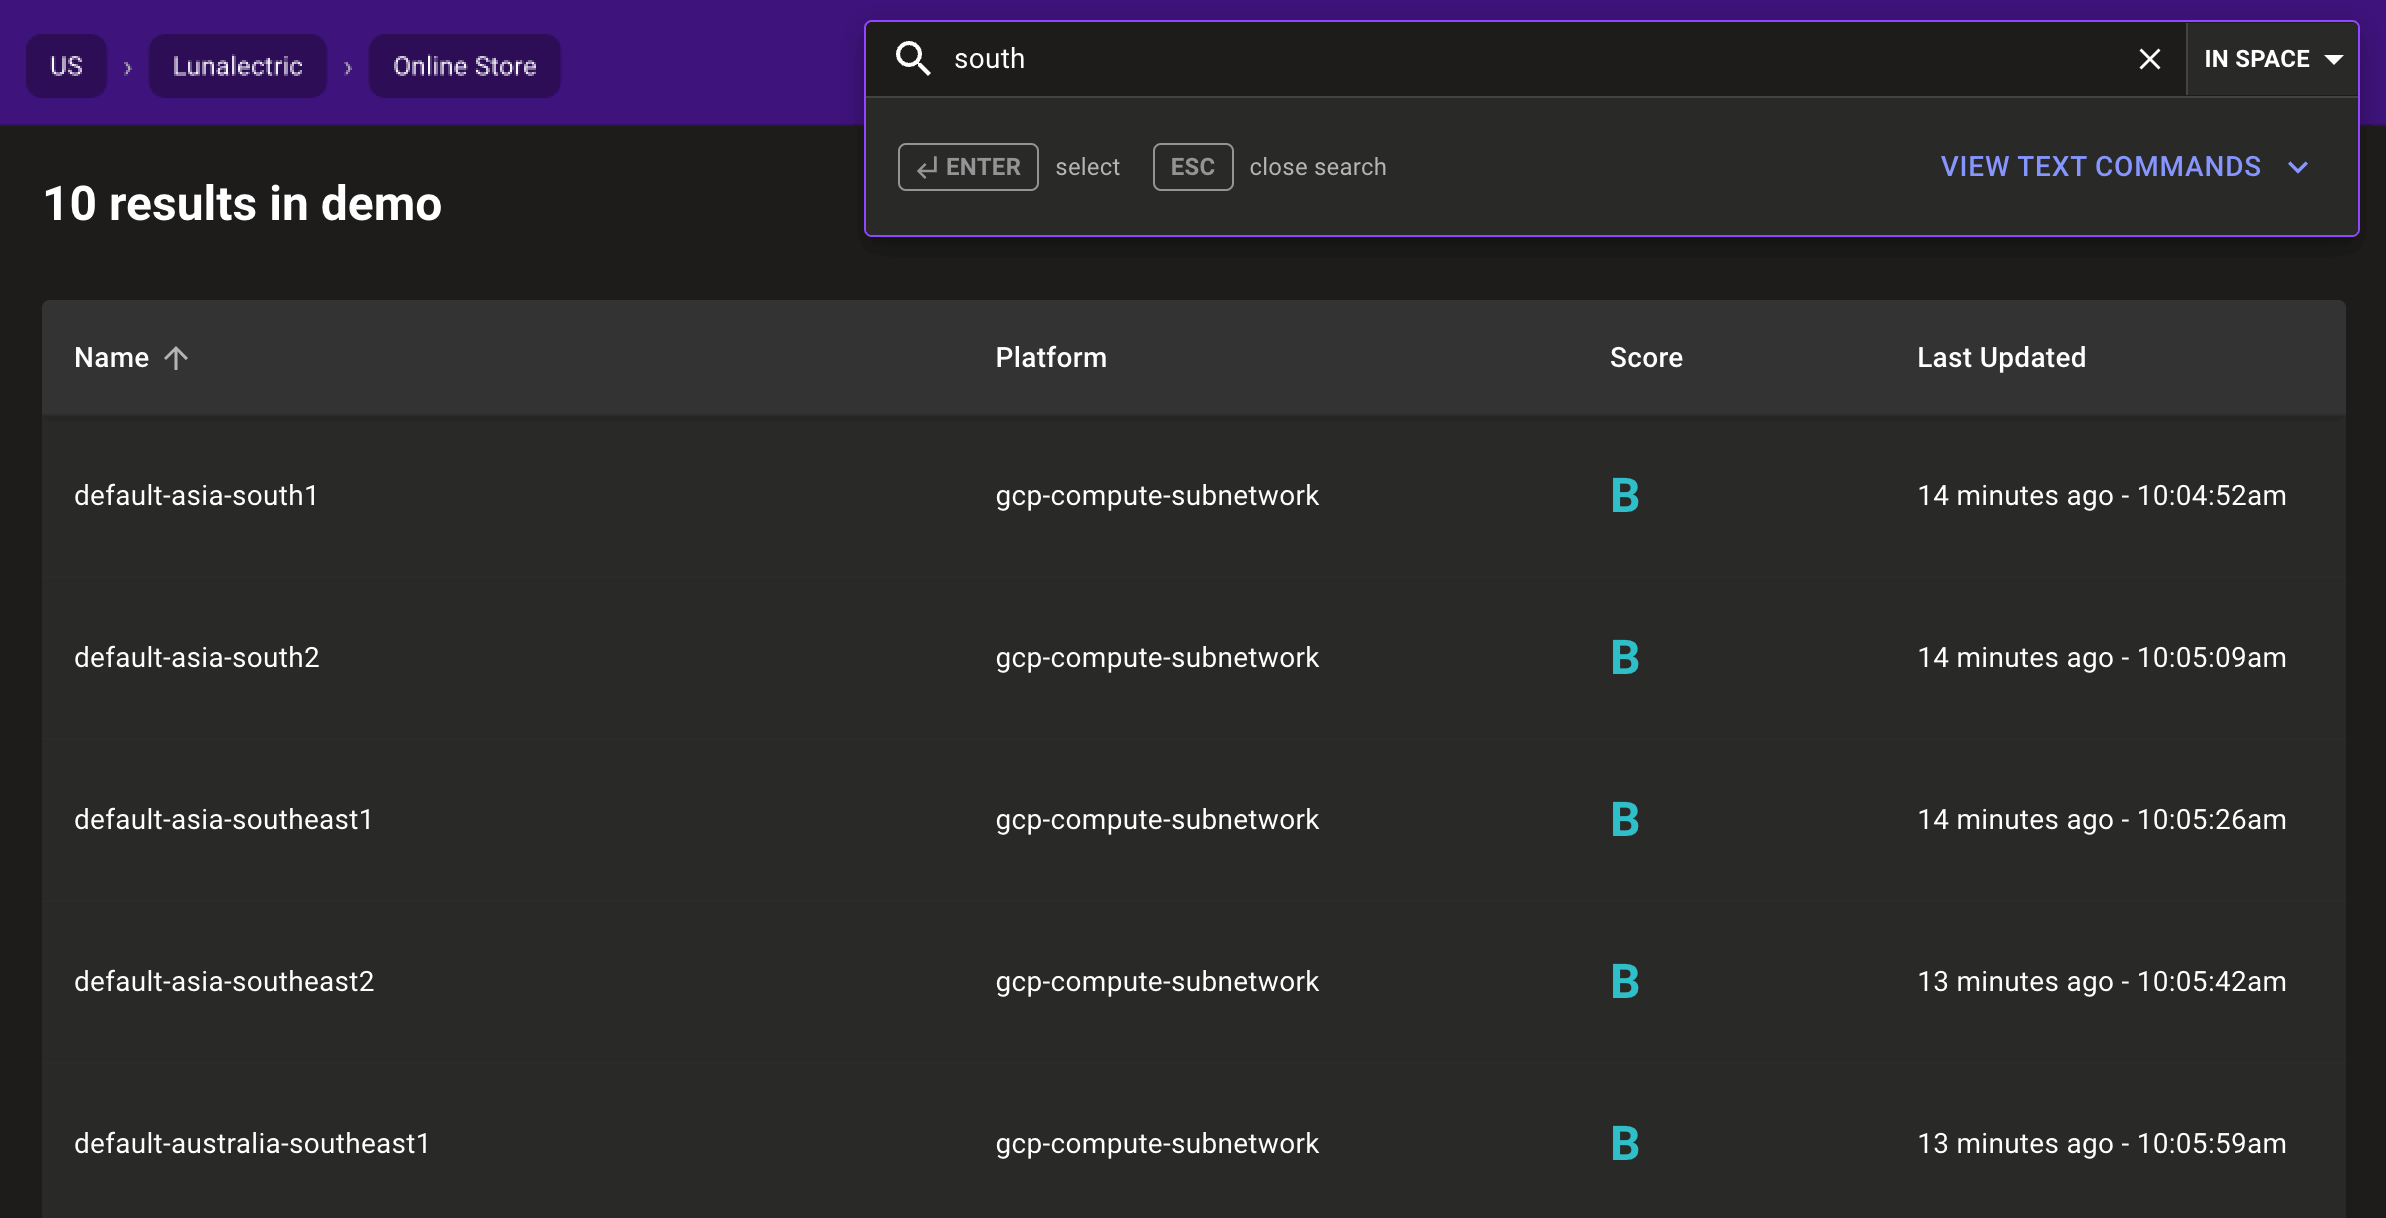 US › Lunalectric › Online Store
south
IN SPACE
ENTER select ESC close search
VIEW TEXT COMMANDS
10 results in demo
Name Platform Score Last Updated
default-asia-south1 gcp-compute-subnetwork B 14 minutes ago - 10:04:52am
default-asia-south2 gcp-compute-subnetwork B 14 minutes ago - 10:05:09am
default-asia-southeast1 gcp-compute-subnetwork B 14 minutes ago - 10:05:26am
default-asia-southeast2 gcp-compute-subnetwork B 13 minutes ago - 10:05:42am
default-australia-southeast1 gcp-compute-subnetwork B 13 minutes ago - 10:05:59am